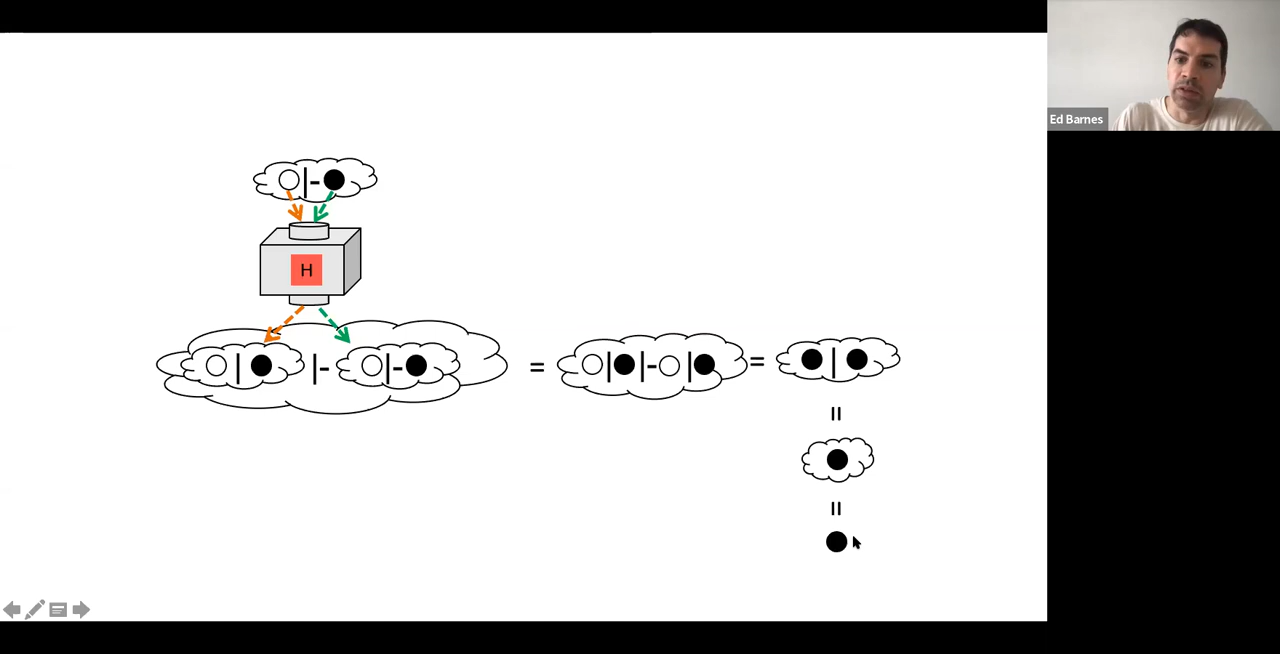 Ed Barnes
|-
H
| |- |- = | |- | = |
=
=